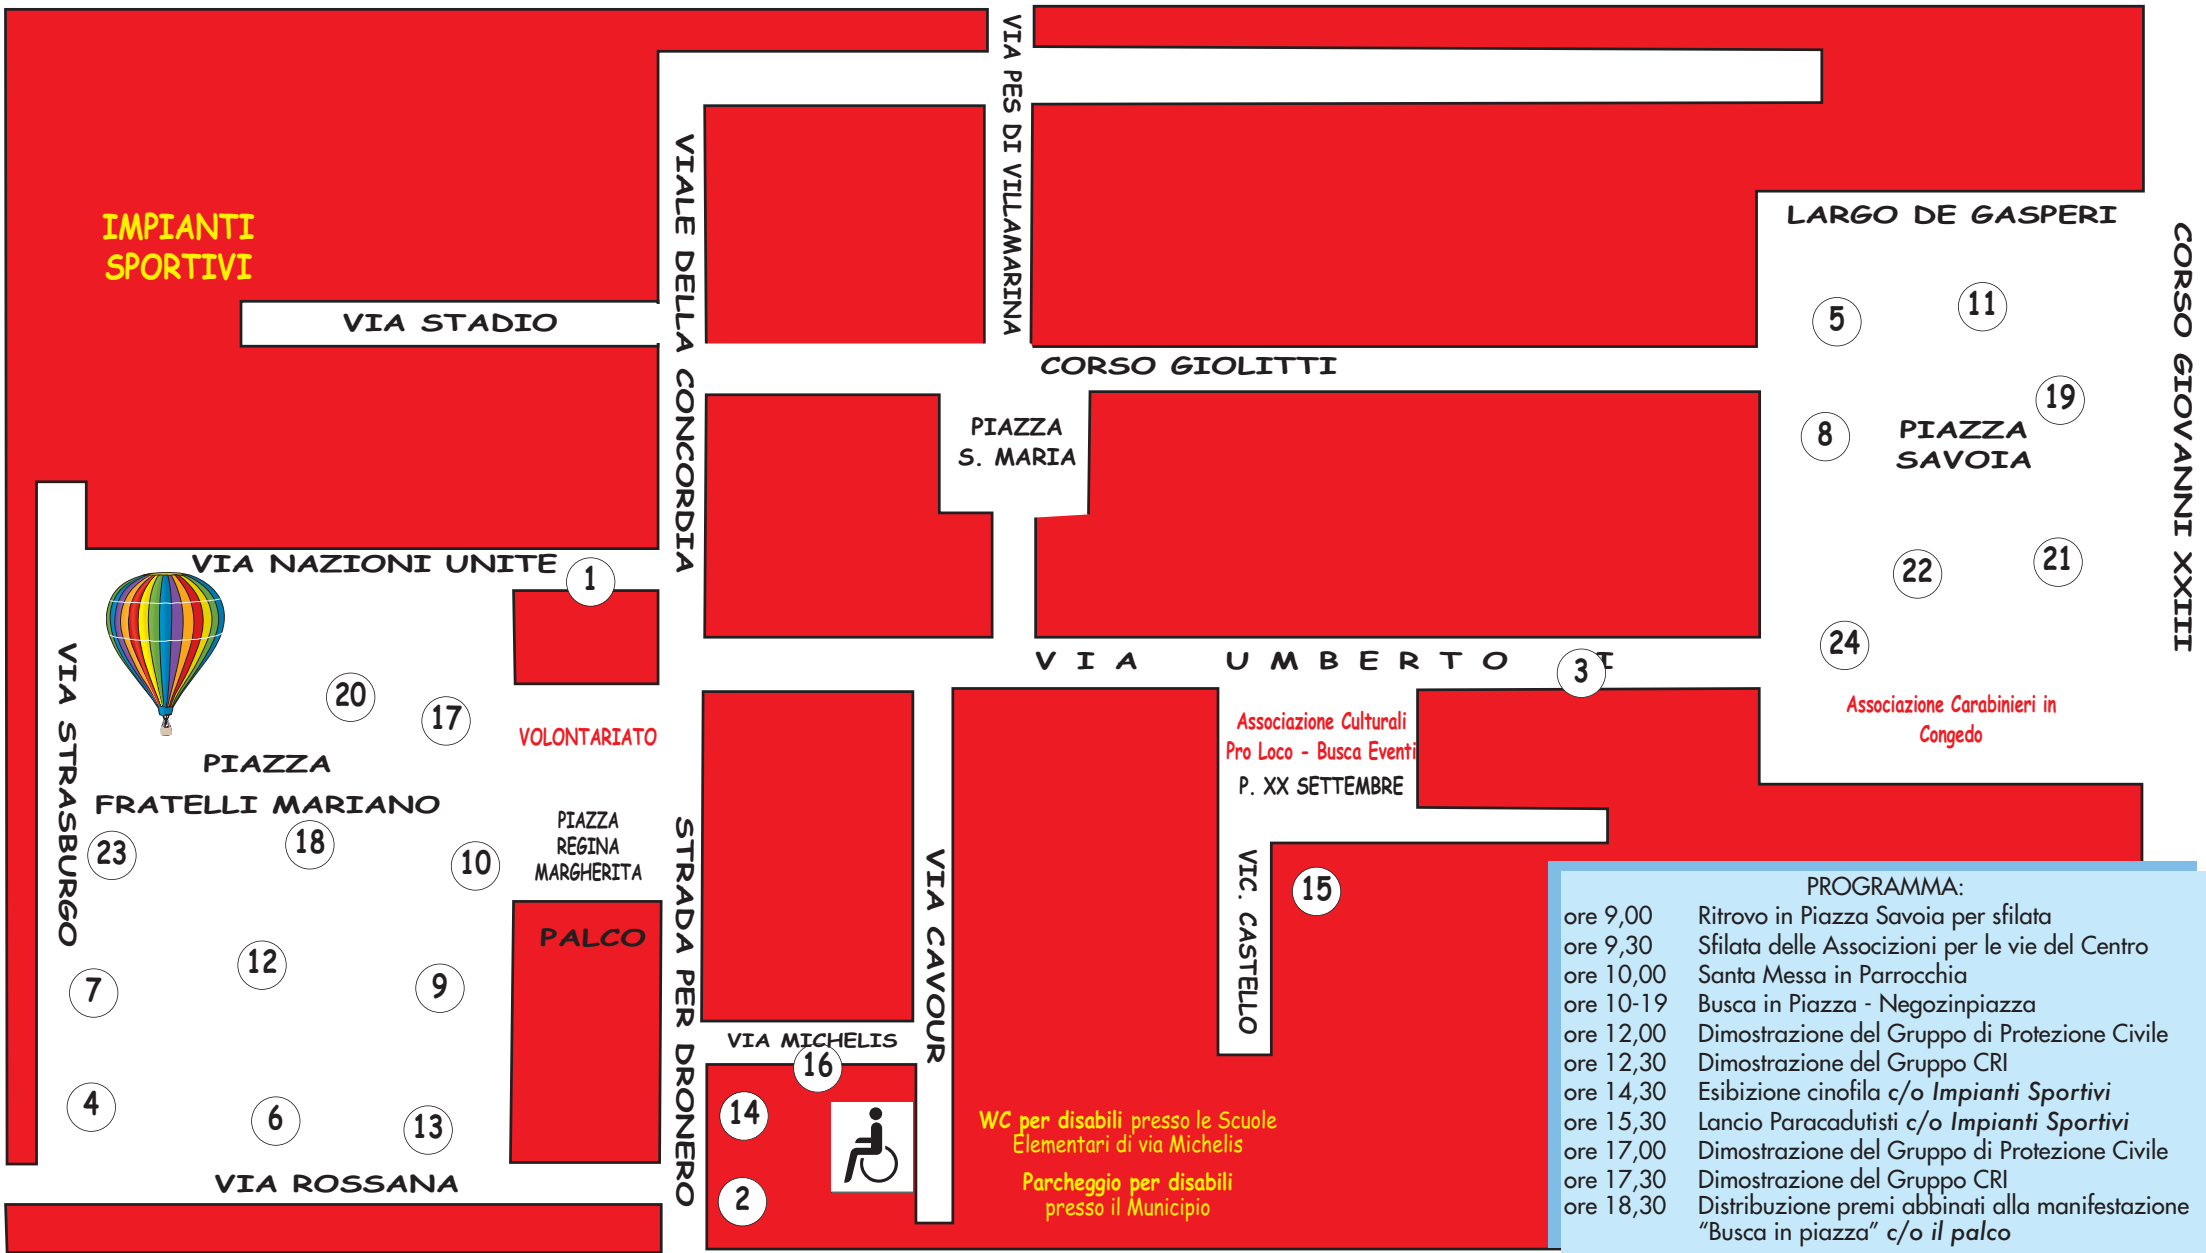 VIA PES DI VILLAMARINA
IMPIANTI
SPORTIVI
VIALE DELLA CONCORDIA
LARGO DE GASPERI
CORSO GIOVANNI XXIII
5
11
VIA STADIO
CORSO GIOLITTI
19
PIAZZA
S. MARIA
8
PIAZZA
SAVOIA
VIA NAZIONI UNITE
1
22
21
24
VIA UMBERTO I
3
VIA STRASBURGO
20
17
VOLONTARIATO
Associazione Culturali
Pro Loco - Busca Eventi
P. XX SETTEMBRE
Associazione Carabinieri in
Congedo
PIAZZA
FRATELLI MARIANO
PIAZZA
REGINA
MARGHERITA
23
18
10
STRADA PER DRONERO
VIA CAVOUR
VIC. CASTELLO
15
PALCO
12
7
9
VIA MICHELIS
16
4
6
13
14
2
WC per disabili presso le Scuole
Elementari di via Michelis
Parcheggio per disabili
presso il Municipio
VIA ROSSANA
PROGRAMMA:
ore 9,00 Ritrovo in Piazza Savoia per sfilata
ore 9,30 Sfilata delle Associzioni per le vie del Centro
ore 10,00 Santa Messa in Parrocchia
ore 10-19 Busca in Piazza - Negozinpiazza
ore 12,00 Dimostrazione del Gruppo di Protezione Civile
ore 12,30 Dimostrazione del Gruppo CRI
ore 14,30 Esibizione cinofila c/o Impianti Sportivi
ore 15,30 Lancio Paracadutisti c/o Impianti Sportivi
ore 17,00 Dimostrazione del Gruppo di Protezione Civile
ore 17,30 Dimostrazione del Gruppo CRI
ore 18,30 Distribuzione premi abbinati alla manifestazione
“Busca in piazza” c/o il palco